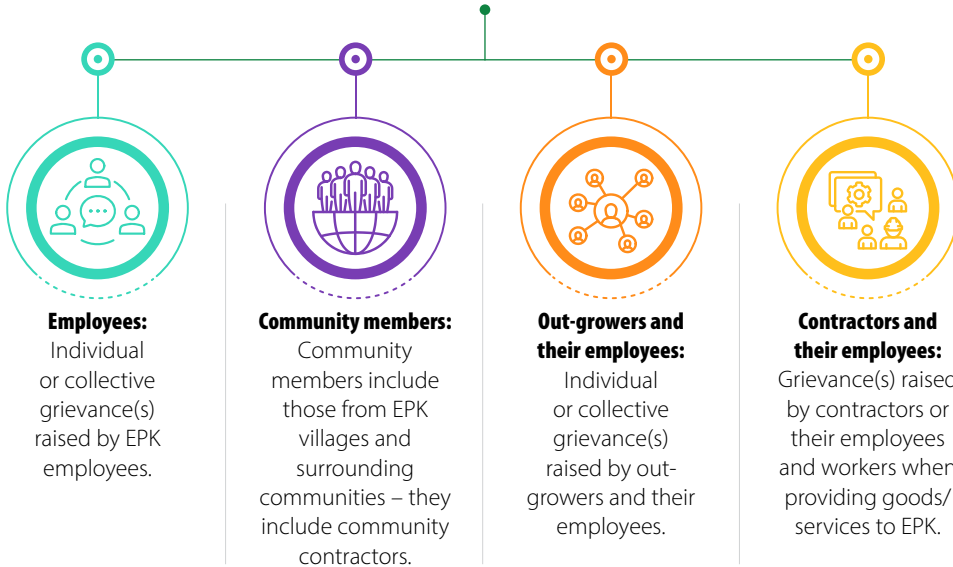 Employees:
Individual
or collective
grievance(s)
raised by EPK
employees.
Community members:
Community
members include
those from EPK
villages and
surrounding
communities – they
include community
contractors.
Out-growers and
their employees:
Individual
or collective
grievance(s)
raised by out-
growers and their
employees.
Contractors and
their employees:
Grievance(s) raised
by contractors or
their employees
and workers when
providing goods/
services to EPK.